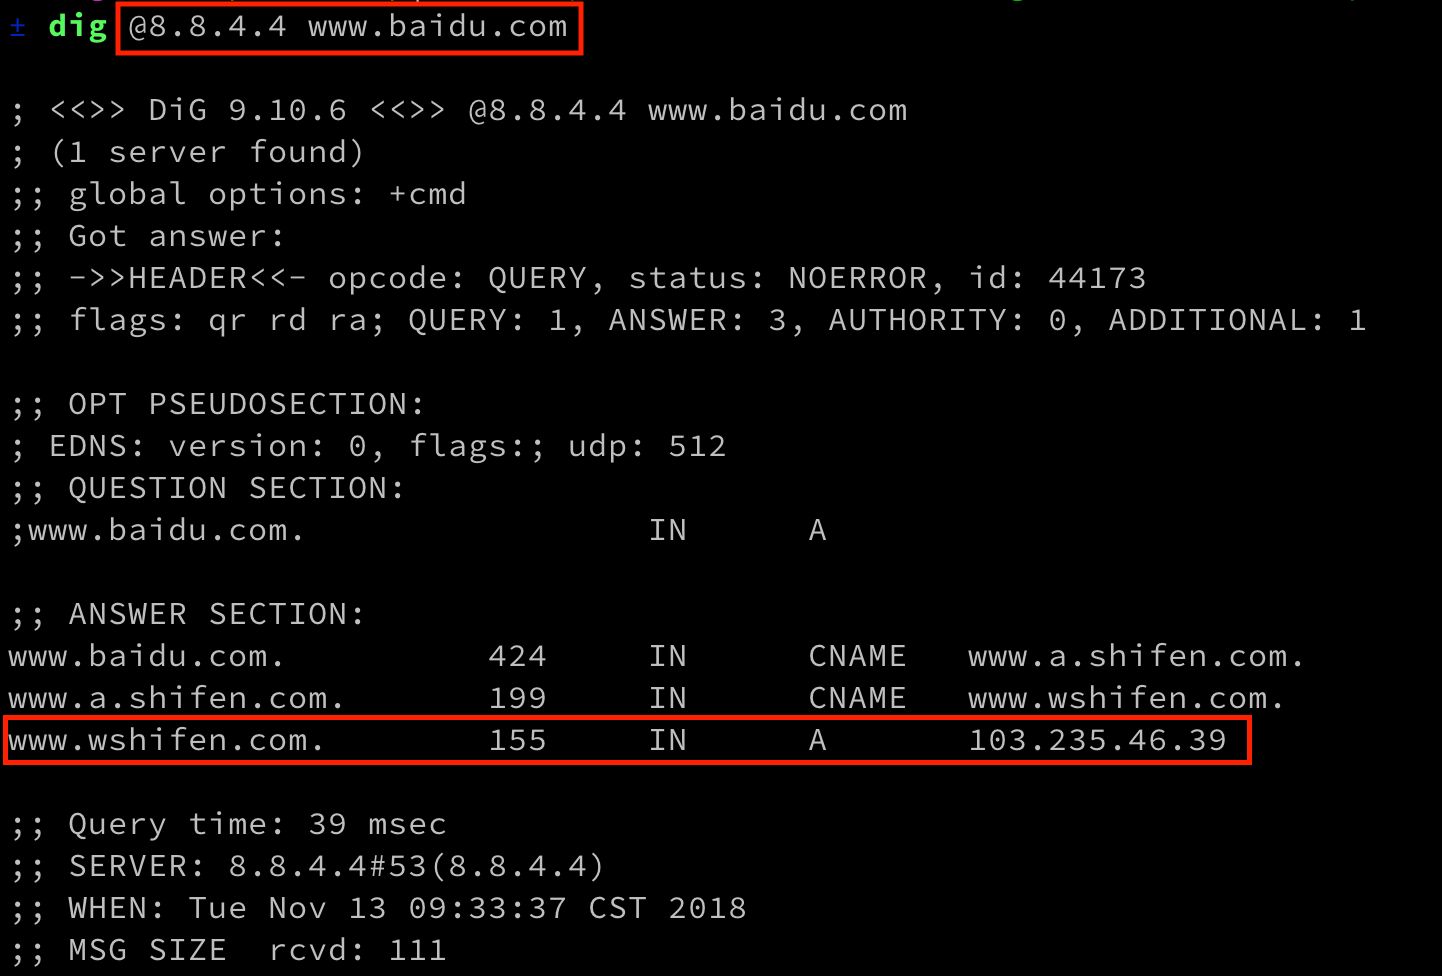 ± dig @8.8.4.4 www.baidu.com
; <<>> DiG 9.10.6 <<>> @8.8.4.4 www.baidu.com
; (1 server found)
;; global options: +cmd
;; Got answer:
;; ->>HEADER<<- opcode: QUERY, status: NOERROR, id: 44173
;; flags: qr rd ra; QUERY: 1, ANSWER: 3, AUTHORITY: 0, ADDITIONAL: 1
;; OPT PSEUDOSECTION:
; EDNS: version: 0, flags:; udp: 512
;; QUESTION SECTION:
;www.baidu.com. IN A
;; ANSWER SECTION:
www.baidu.com. 424 IN CNAME www.a.shifen.com.
www.a.shifen.com. 199 IN CNAME www.wshifen.com.
www.wshifen.com. 155 IN A 103.235.46.39
;; Query time: 39 msec
;; SERVER: 8.8.4.4#53(8.8.4.4)
;; WHEN: Tue Nov 13 09:33:37 CST 2018
;; MSG SIZE  rcvd: 111